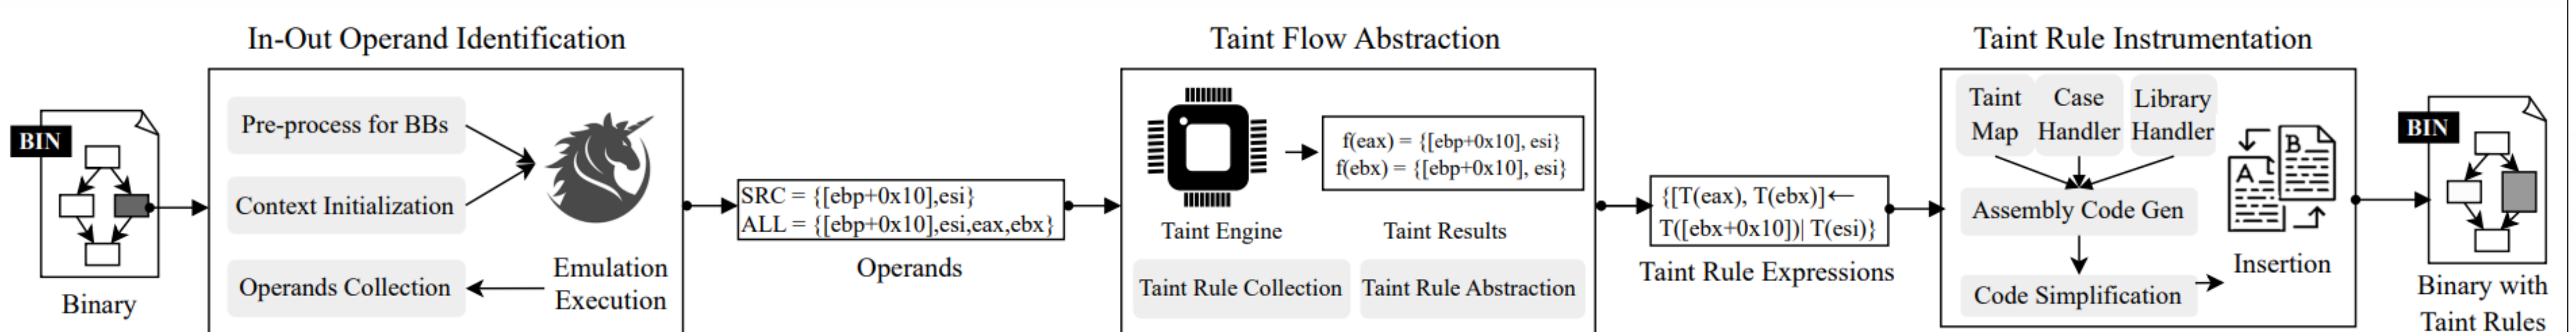 In-Out Operand Identification
Taint Flow Abstraction
Taint Rule Instrumentation
BIN
Binary
Pre-process for BBs
Context Initialization
Operands Collection
Emulation
Execution
SRC = {[ebp+0x10],esi}
ALL = {[ebp+0x10],esi,eax,ebx}
Operands
Taint Engine
f(eax) = {[ebp+0x10], esi}
f(ebx) = {[ebp+0x10], esi}
Taint Results
Taint Rule Collection
Taint Rule Abstraction
{[T(eax), T(ebx)]←
T([ebx+0x10])| T(esi)}
Taint Rule Expressions
Taint
Map
Case
Handler
Library
Handler
Assembly Code Gen
Code Simplification
A
B
Insertion
BIN
Binary with
Taint Rules